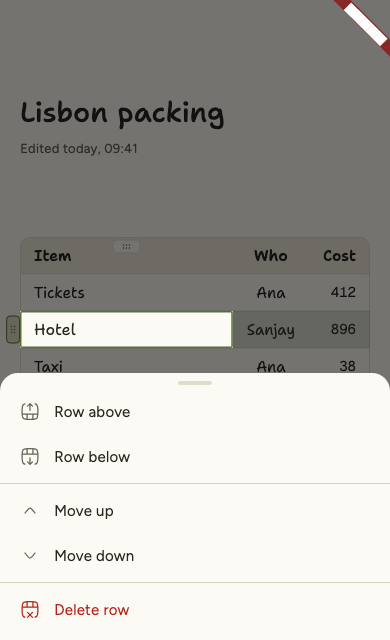 Lisbon packing
Edited today, 09:41
Item Who Cost
Tickets Ana 412
Hotel Sanjay 896
Taxi Ana 38
Row above
Row below
Move up
Move down
Delete row